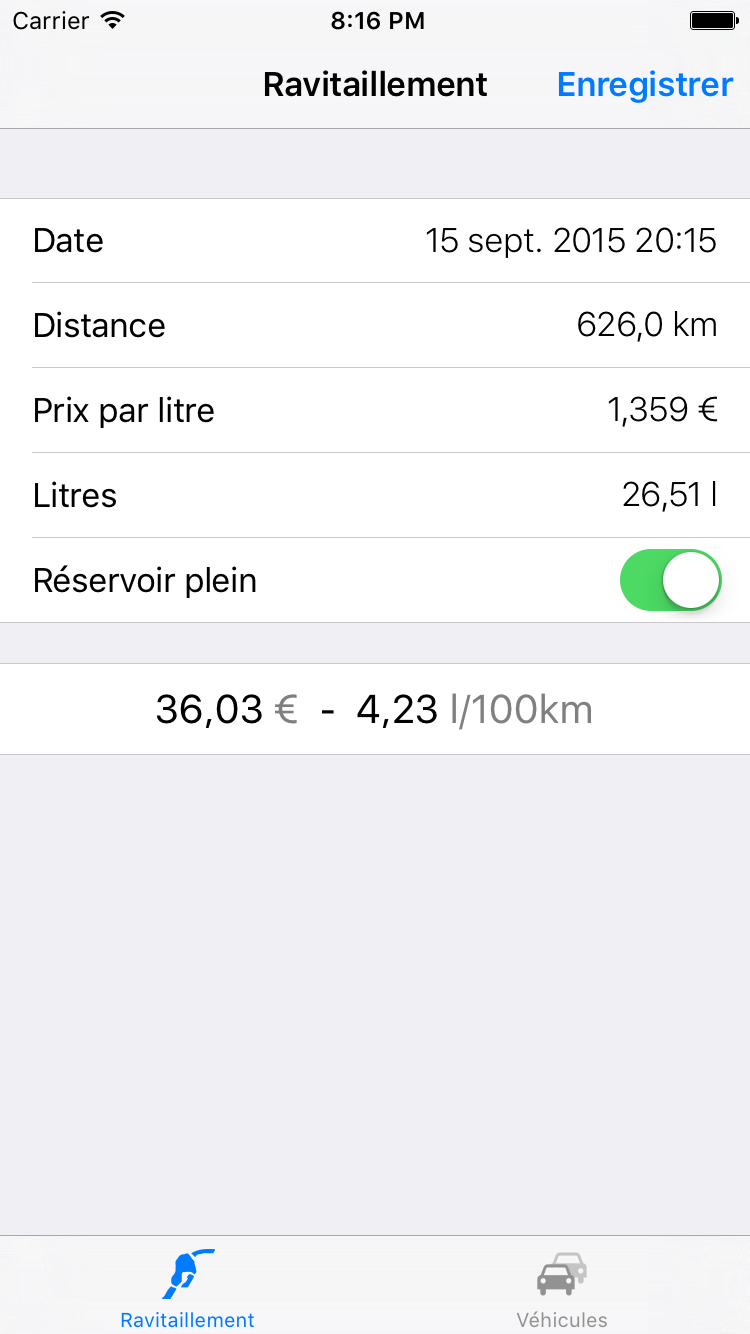 Carrier 8:16 PM
Ravitaillement Enregistrer
Date 15 sept. 2015 20:15
Distance 626,0 km
Prix par litre 1,359 €
Litres 26,51 l
Réservoir plein
36,03 € - 4,23 l/100km
Ravitaillement Véhicules